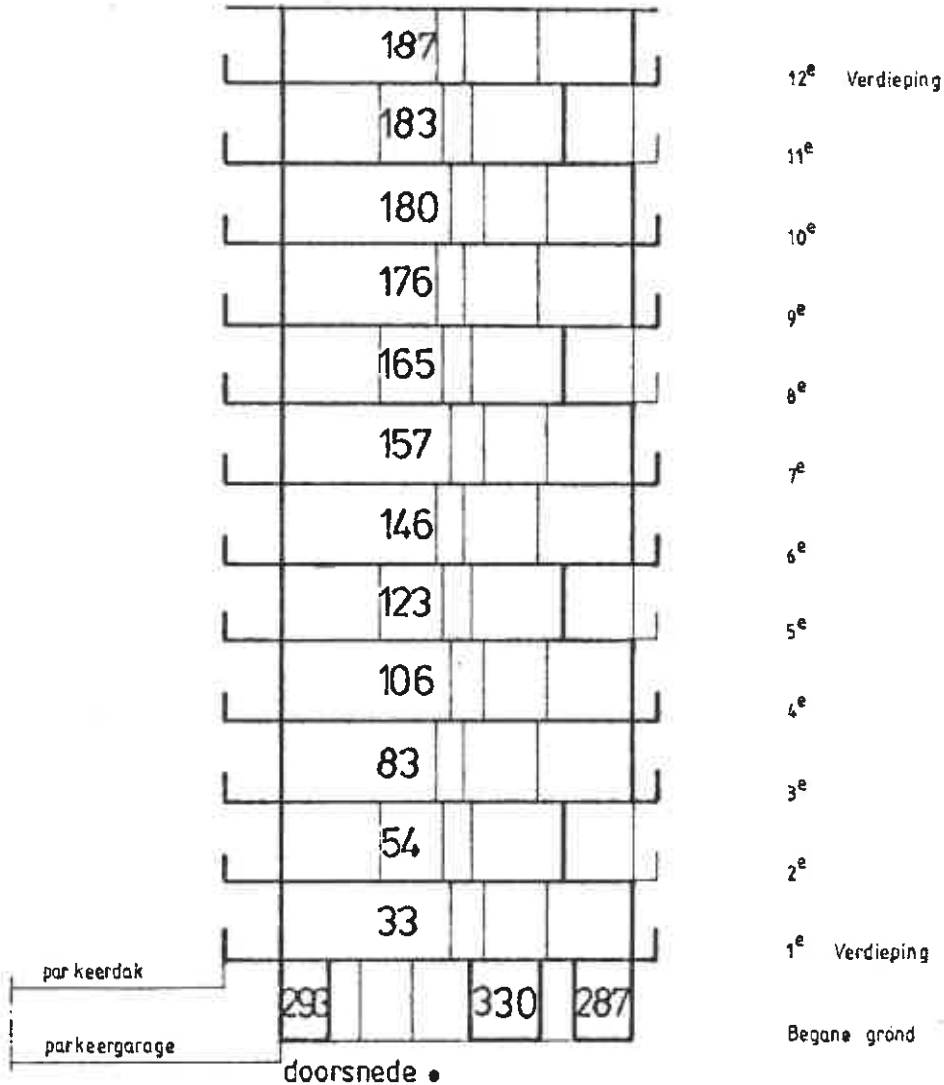 187
12e Verdieping
183
11e
180
10e
176
9e
165
8e
157
7e
146
6e
123
5e
106
4e
83
3e
54
2e
33
1e Verdieping
parkeerdak
293 330 287
Begane grond
parkeergarage
doorsnede •